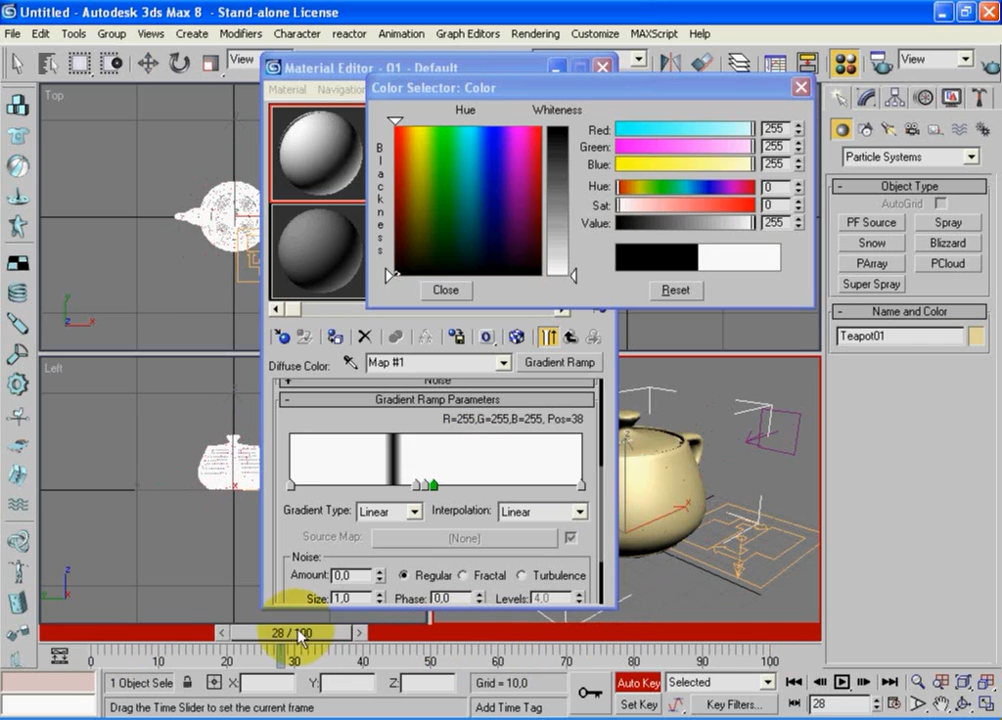 Untitled - Autodesk 3ds Max 8 - Stand-alone License
File Edit Tools Group Views Create Modifiers Character reactor Animation Graph Editors Rendering Customize MAXScript Help
View
View
Material Editor - 01 - Default
Material Navigation
Color Selector: Color
Hue
Whiteness
Blackness
Red: 255
Green: 255
Blue: 255
Hue: 0
Sat: 0
Value: 255
Close
Reset
Top
Left
Particle Systems
- Object Type
AutoGrid
PF Source Spray
Snow Blizzard
PArray PCloud
Super Spray
- Name and Color
Teapot01
Diffuse Color: Map #1 Gradient Ramp
+ Noise
- Gradient Ramp Parameters
R=255,G=255,B=255, Pos=38
Gradient Type: Linear Interpolation: Linear
Source Map: [None]
Noise:
Amount: 0,0 Regular Fractal Turbulence
Size: 1,0 Phase: 0,0 Levels: 4,0
< 28 / 100 >
0 10 20 30 40 50 60 70 80 90 100
1 Object Sele X: Y: Z: Grid = 10,0 Auto Key Selected
Drag the Time Slider to set the current frame Add Time Tag Set Key Key Filters... 28